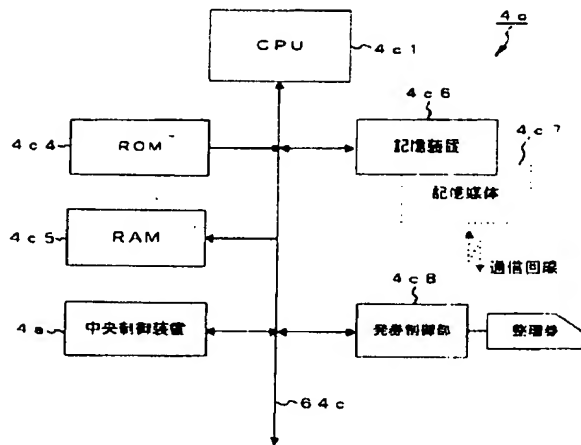 4c
CPU
4c1
4c6
4c4
ROM
記憶装置
4c7
記憶媒体
4c5
RAM
通信回線
4c8
4a
中央制御装置
発券制御部
整理券
64c